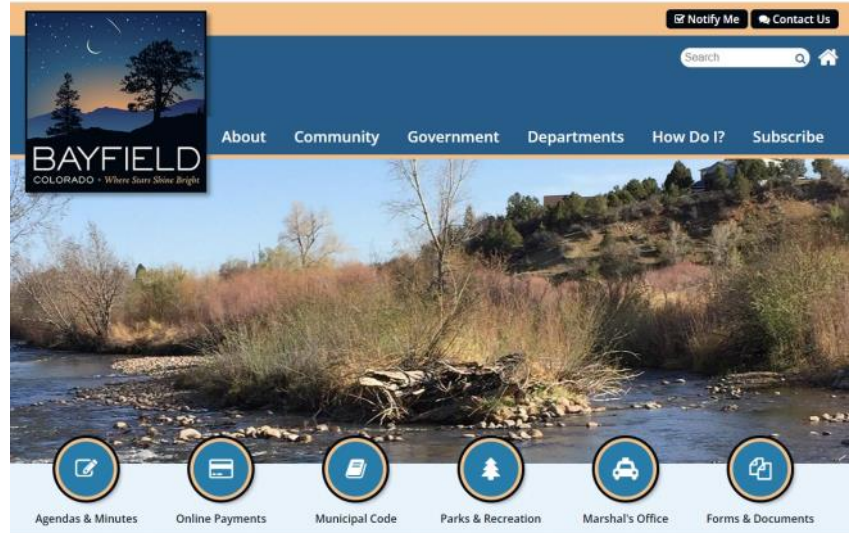 Notify Me
Contact Us
Search
About Community Government Departments How Do I? Subscribe
BAYFIELD
COLORADO • Where Stars Shine Bright
Agendas & Minutes Online Payments Municipal Code Parks & Recreation Marshal's Office Forms & Documents